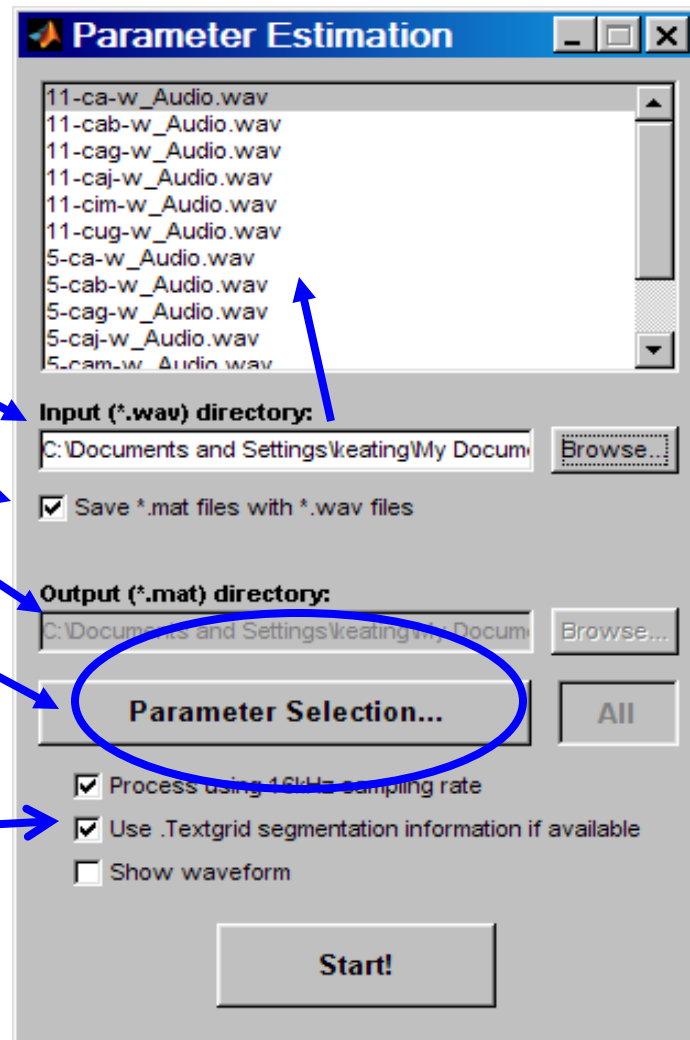 Parameter Estimation
11-ca-w_Audio.wav
11-cab-w_Audio.wav
11-cag-w_Audio.wav
11-caj-w_Audio.wav
11-cim-w_Audio.wav
11-cug-w_Audio.wav
5-ca-w_Audio.wav
5-cab-w_Audio.wav
5-cag-w_Audio.wav
5-caj-w_Audio.wav
5-cam-w_Audio.wav
Input (*.wav) directory:
C:\Documents and Settings\keating\My Docum Browse...
Save *.mat files with *.wav files
Output (*.mat) directory:
C:\Documents and Settings\keating\My Docum Browse...
Parameter Selection... All
Process using 16kHz sampling rate
Use .Textgrid segmentation information if available
Show waveform
Start!